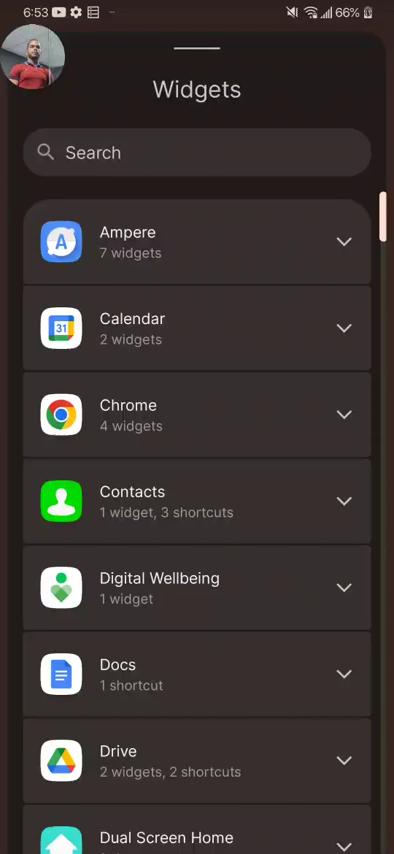 6:53
66%
Widgets
Search
Ampere
7 widgets
31
Calendar
2 widgets
Chrome
4 widgets
Contacts
1 widget, 3 shortcuts
Digital Wellbeing
1 widget
Docs
1 shortcut
Drive
2 widgets, 2 shortcuts
Dual Screen Home